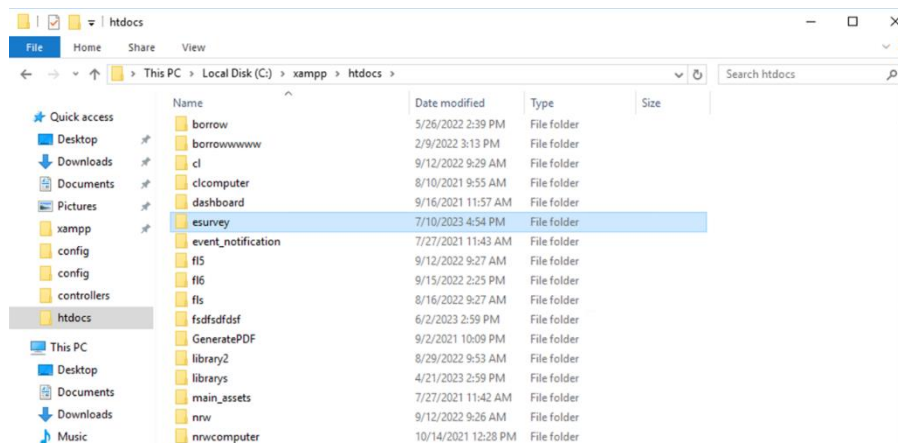 htdocs
File Home Share View
This PC > Local Disk (C:) > xampp > htdocs >
Search htdocs
Name Date modified Type Size
Quick access
Desktop
Downloads
Documents
Pictures
xampp
config
config
controllers
htdocs
This PC
Desktop
Documents
Downloads
Music
borrow 5/26/2022 2:39 PM File folder
borrowwwww 2/9/2022 3:13 PM File folder
cl 9/12/2022 9:29 AM File folder
clcomputer 8/10/2021 9:55 AM File folder
dashboard 9/16/2021 11:57 AM File folder
esurvey 7/10/2023 4:54 PM File folder
event_notification 7/27/2021 11:43 AM File folder
fl5 9/12/2022 9:27 AM File folder
fl6 9/15/2022 2:25 PM File folder
fls 8/16/2022 9:27 AM File folder
fsdfsdfdsf 6/2/2023 2:59 PM File folder
GeneratePDF 9/2/2021 10:09 PM File folder
library2 8/29/2022 9:53 AM File folder
librarys 4/21/2023 2:59 PM File folder
main_assets 7/27/2021 11:42 AM File folder
nrw 9/12/2022 9:26 AM File folder
nrwcomputer 10/14/2021 12:28 PM File folder